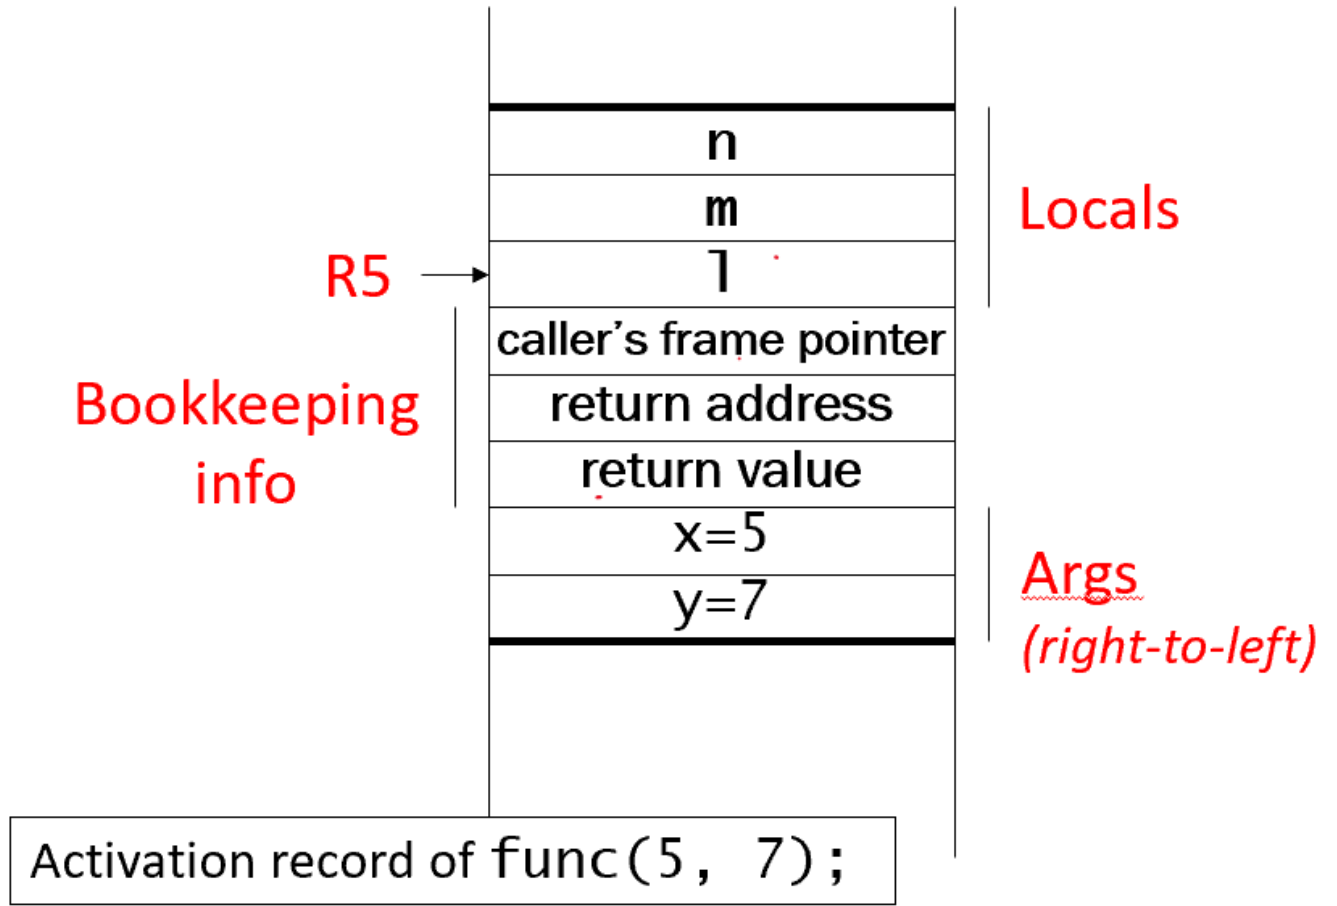 n
m
Locals
R5
l
caller’s frame pointer
Bookkeeping
info
return address
return value
x=5
y=7
Args
(right-to-left)
Activation record of func(5, 7);